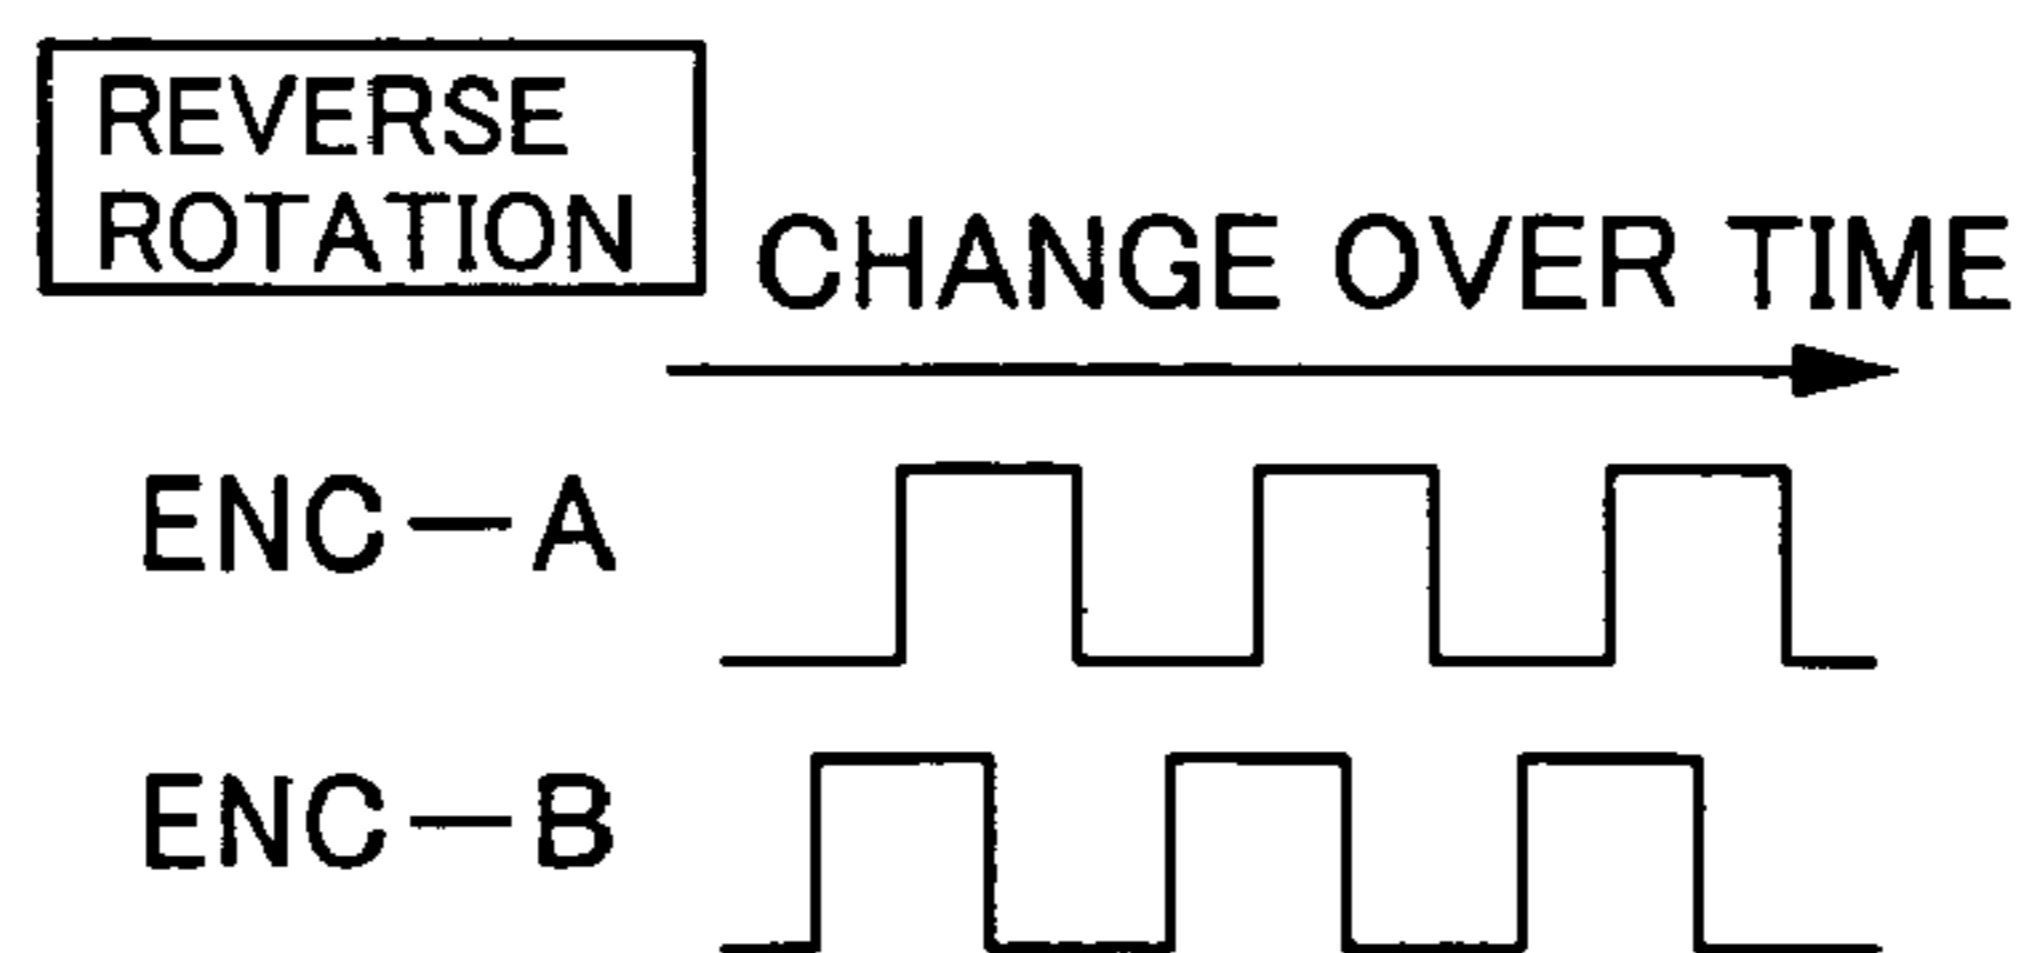 REVERSE
ROTATION
CHANGE OVER TIME
ENC-A
ENC-B